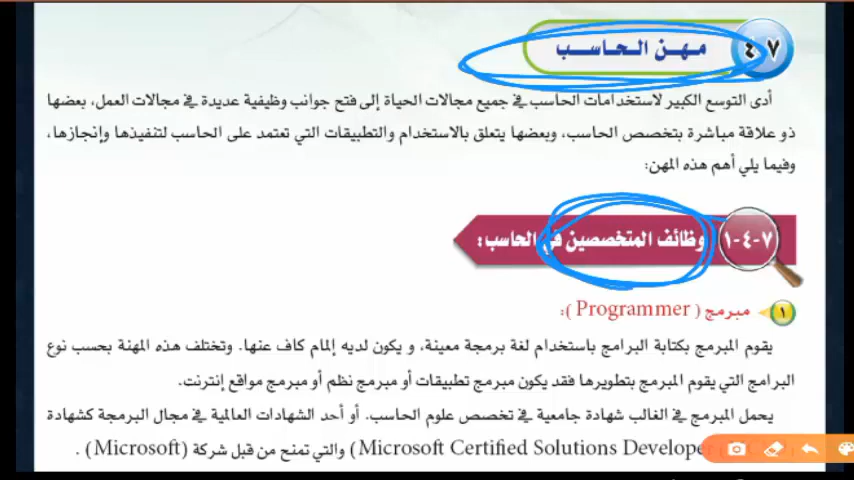 ٧-٤ مـهـن الـحـاسـب
أدى التوسع الكبير لاستخدامات الحاسب في جميع مجالات الحياة إلى فتح جوانب وظيفية عديدة في مجالات العمل، بعضها
ذو علاقة مباشرة بتخصص الحاسب، وبعضها يتعلق بالاستخدام والتطبيقات التي تعتمد على الحاسب لتنفيذها وإنجازها،
وفيما يلي أهم هذه المهن:
٧-٤-١ وظائف المتخصصين في الحاسب:
١ مبرمج ( Programmer ):
يقوم المبرمج بكتابة البرامج باستخدام لغة برمجة معينة، و يكون لديه إلمام كاف عنها. وتختلف هذه المهنة بحسب نوع
البرامج التي يقوم المبرمج بتطويرها فقد يكون مبرمج تطبيقات أو مبرمج نظم أو مبرمج مواقع إنترنت.
يحمل المبرمج في الغالب شهادة جامعية في تخصص علوم الحاسب. أو أحد الشهادات العالمية في مجال البرمجة كشهادة
(Microsoft Certified Solutions Developer والتي تمنح من قبل شركة (Microsoft) .